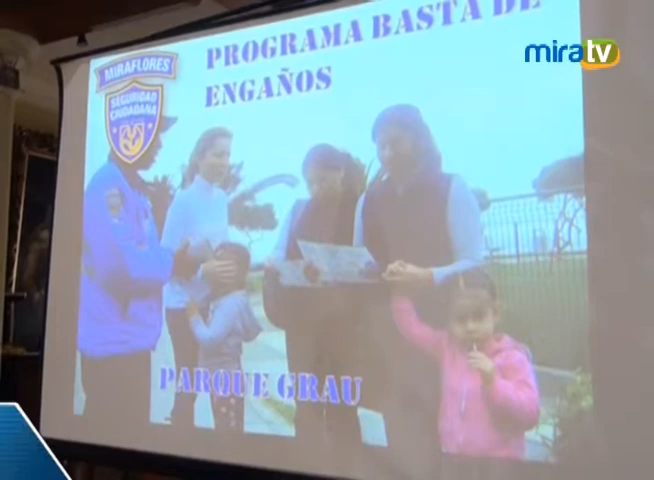 PROGRAMA BASTA DE
ENGAÑOS
miratv
MIRAFLORES
SEGURIDAD
CIUDADANA
PARQUE GRAU